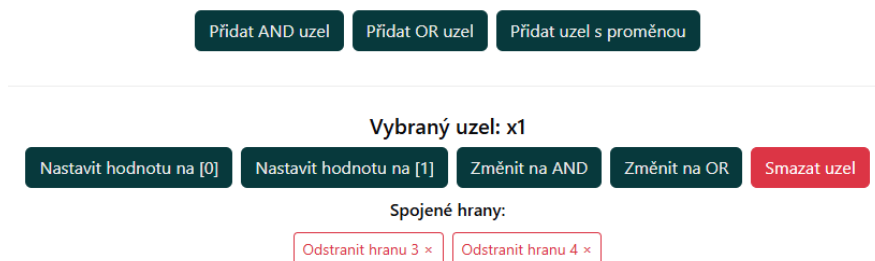 Přidat AND uzel Přidat OR uzel Přidat uzel s proměnou
Vybraný uzel: x1
Nastavit hodnotu na [0] Nastavit hodnotu na [1] Změnit na AND Změnit na OR Smazat uzel
Spojené hrany:
Odstranit hranu 3 × Odstranit hranu 4 ×